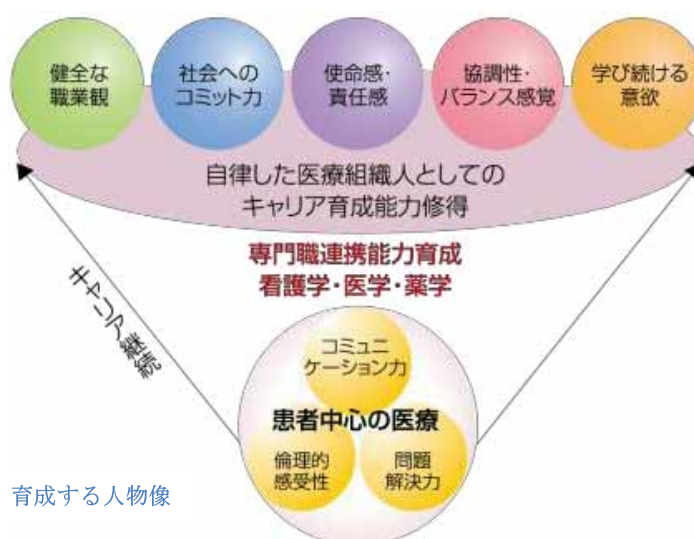 健全な
職業観
社会への
コミット力
使命感・
責任感
協調性・
バランス感覚
学び続ける
意欲
自律した医療組織人としての
キャリア育成能力修得
専門職連携能力育成
看護学・医学・薬学
キャリア継続
コミュニ
ケーション力
患者中心の医療
倫理的
感受性
問題
解決力
育成する人物像